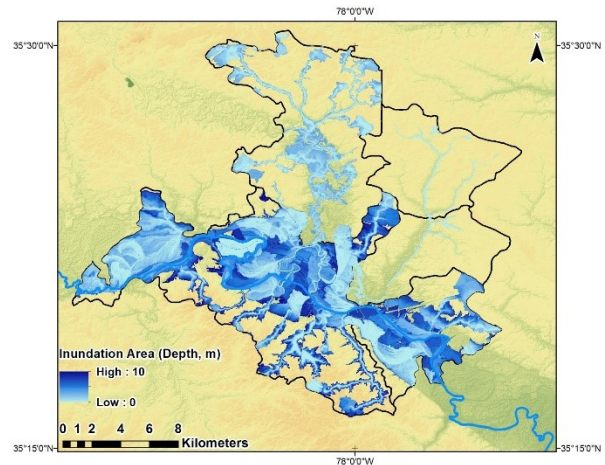 78°0'0"W
35°30'0"N
35°30'0"N
N
Inundation Area (Depth, m)
High : 10
Low : 0
0 1 2 4 6 8
Kilometers
35°15'0"N
35°15'0"N
78°0'0"W